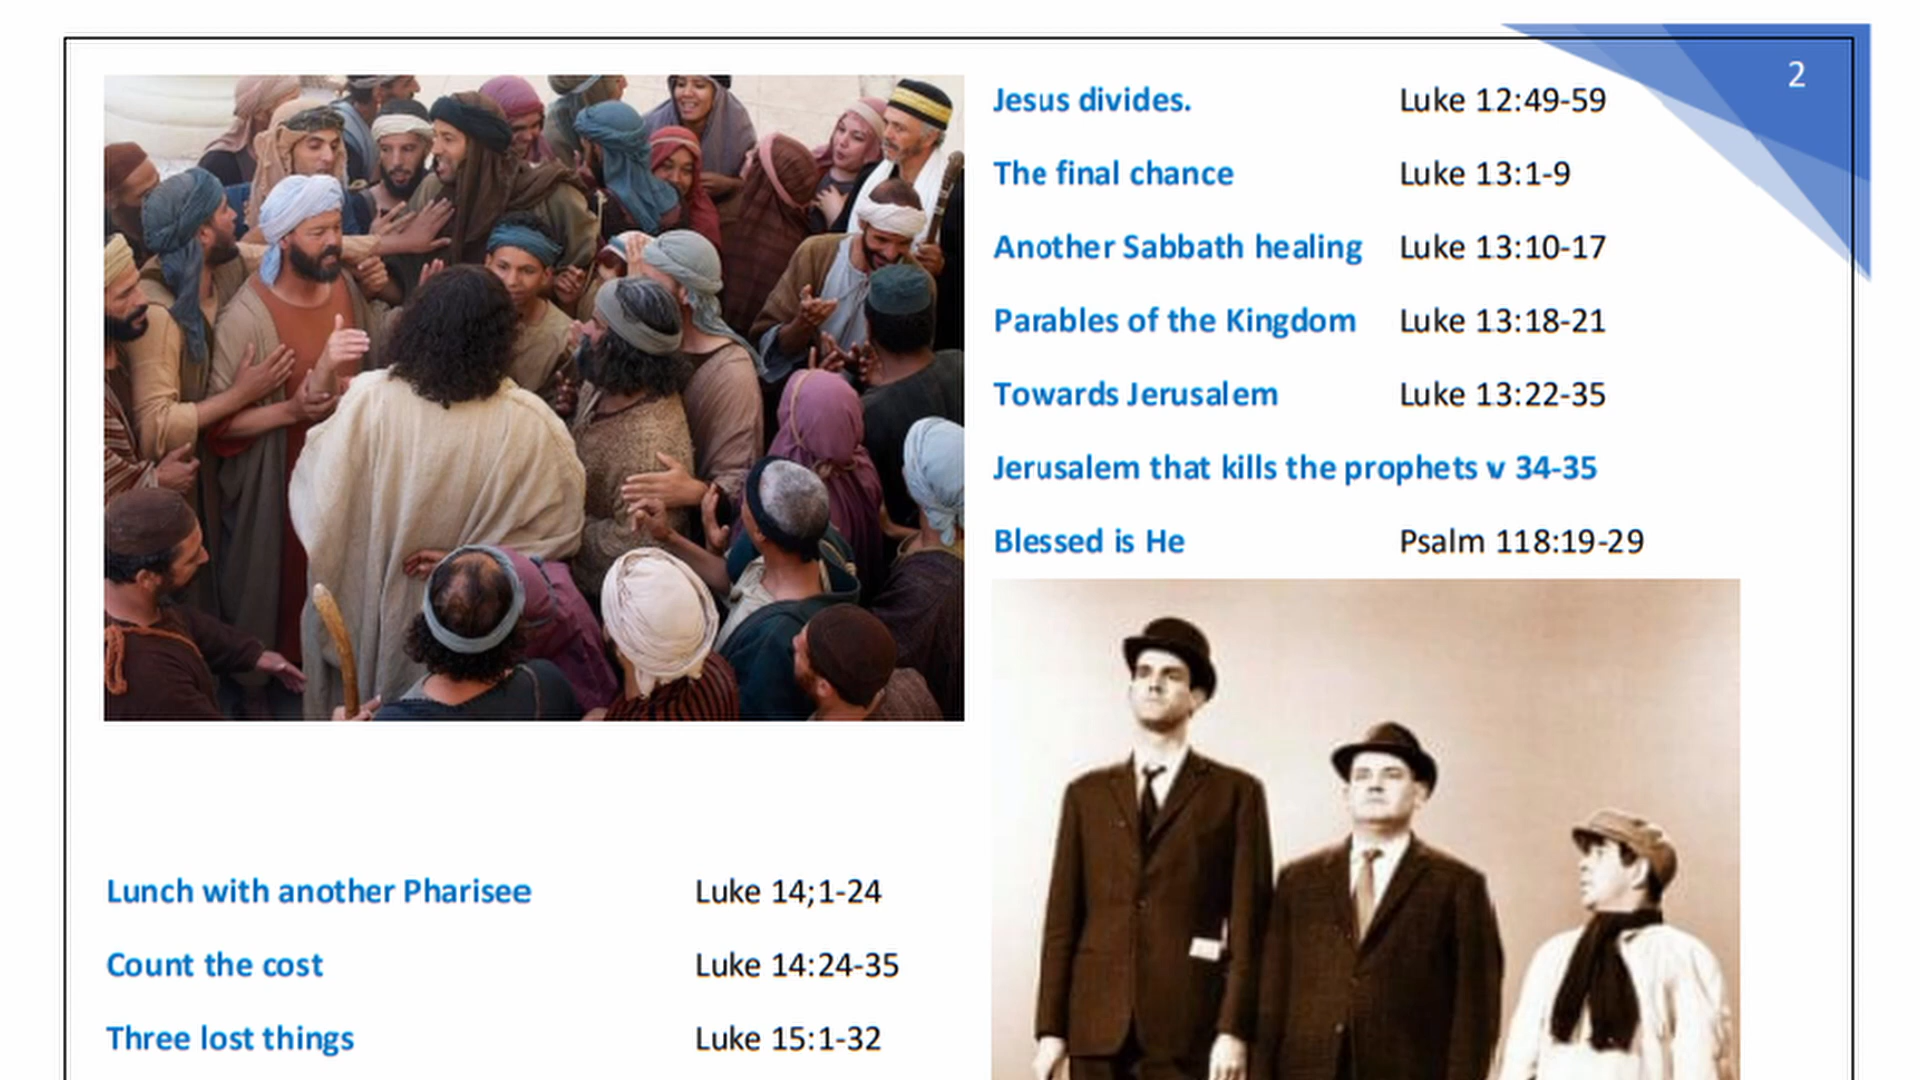 2
Jesus divides. Luke 12:49-59
The final chance Luke 13:1-9
Another Sabbath healing Luke 13:10-17
Parables of the Kingdom Luke 13:18-21
Towards Jerusalem Luke 13:22-35
Jerusalem that kills the prophets v 34-35
Blessed is He Psalm 118:19-29
Lunch with another Pharisee Luke 14;1-24
Count the cost Luke 14:24-35
Three lost things Luke 15:1-32